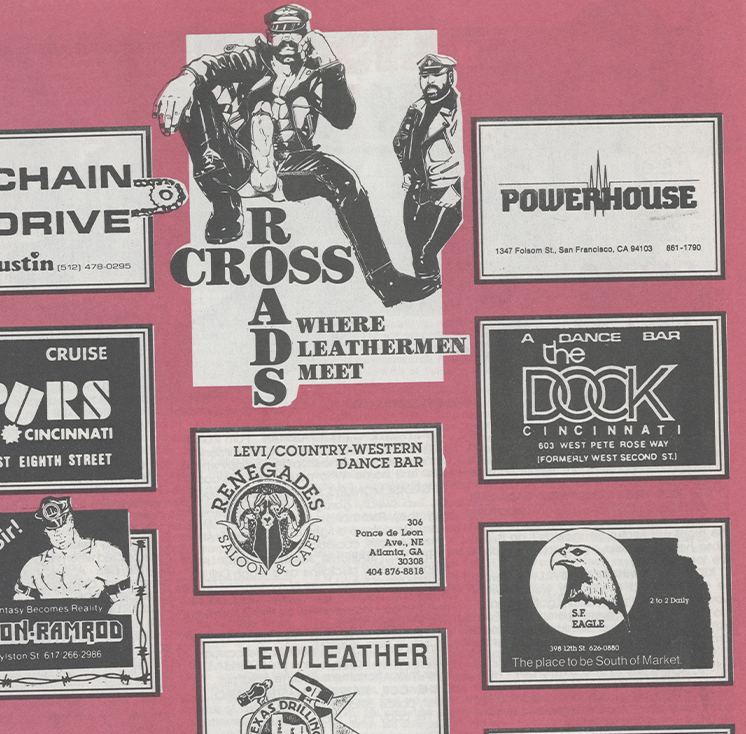 CHAIN
DRIVE
ustin (512) 478-0295
CROSS
ROADS
WHERE
LEATHERMEN
MEET
POWERHOUSE
1347 Folsom St., San Francisco, CA 94103 861-1790
CRUISE
PURS
CINCINNATI
ST EIGHTH STREET
A DANCE BAR
the
DOCK
CINCINNATI
603 WEST PETE ROSE WAY
(FORMERLY WEST SECOND ST.)
LEVI/COUNTRY-WESTERN
DANCE BAR
RENEGADES
SALOON & CAFE
306
Ponce de Leon
Ave., NE
Atlanta, GA
30308
404 876-8818
Sir!
ntasy Becomes Reality
ON-RAMROD
ylston St 617 266-2986
S.F.
EAGLE
2 to 2 Daily
398 12th St 626-0880
The place to be South of Market.
LEVI/LEATHER
EXAS DRILLING